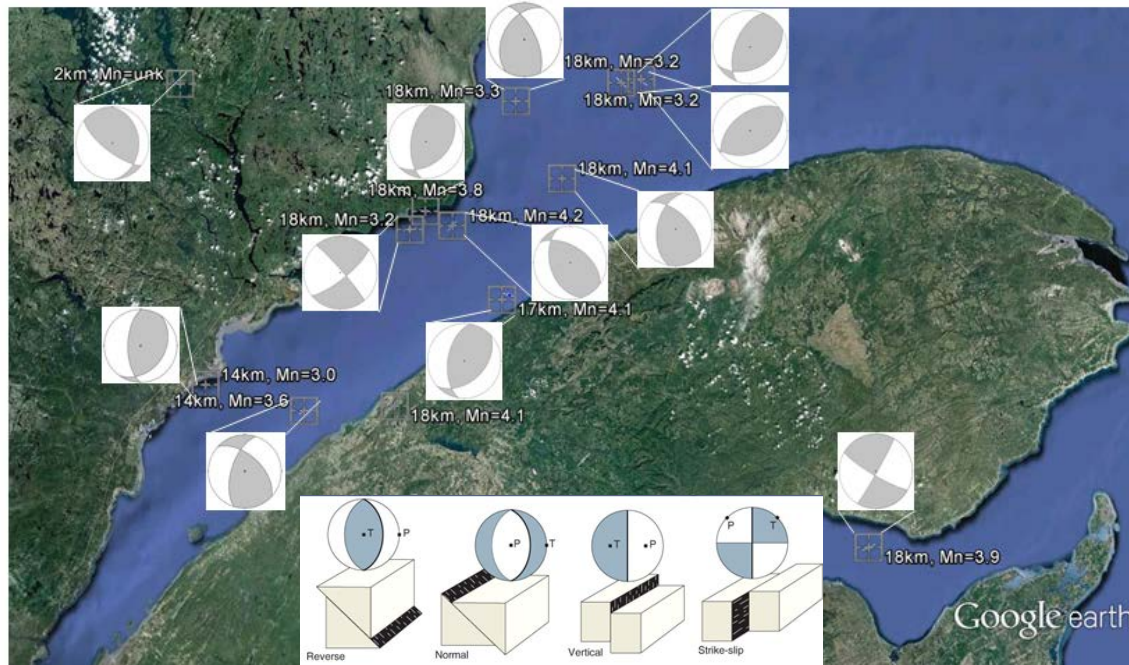 2km, Mn=unk
18km, Mn=3.3
18km, Mn=3.2
18km, Mn=3.2
18km, Mn=4.1
18km, Mn=3.8
18km, Mn=3.2
18km, Mn=4.2
17km, Mn=4.1
14km, Mn=3.0
14km, Mn=3.6
18km, Mn=4.1
18km, Mn=3.9
T P
P T
T P
P T
Reverse
Normal
Vertical
Strike-slip
Google earth